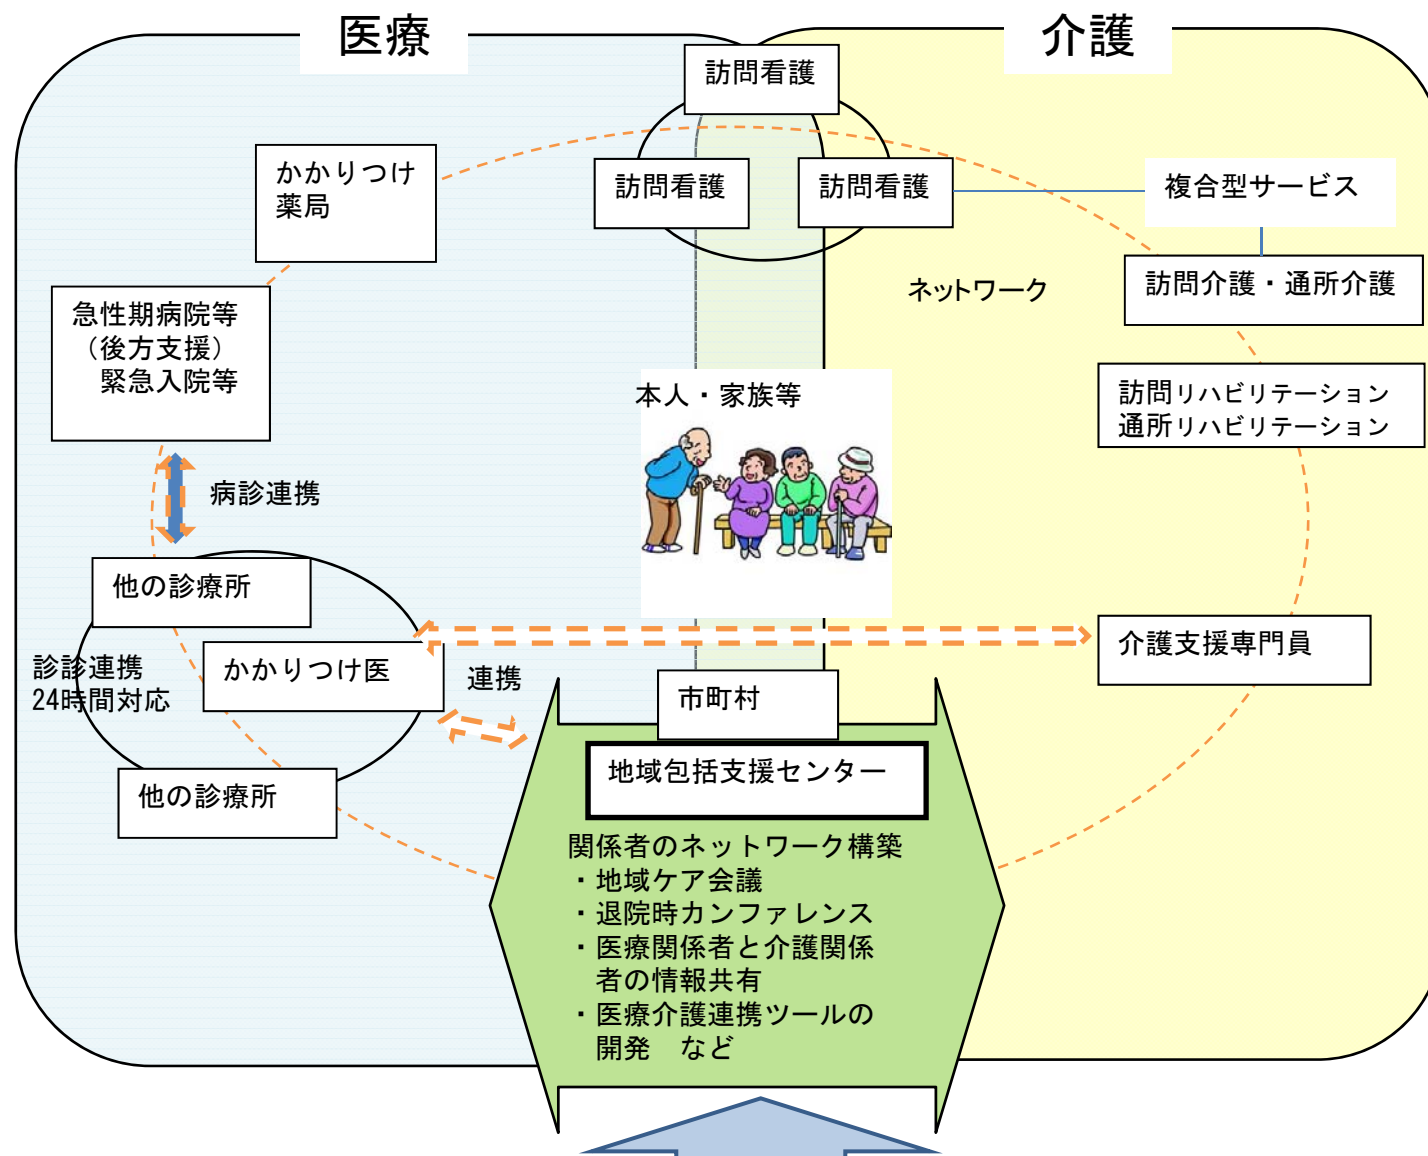 医療
介護
訪問看護
訪問看護
訪問看護
複合型サービス
かかりつけ
薬局
ネットワーク
訪問介護・通所介護
急性期病院等
（後方支援）
緊急入院等
訪問リハビリテーション
通所リハビリテーション
本人・家族等
病診連携
他の診療所
診診連携
24時間対応
かかりつけ医
連携
介護支援専門員
他の診療所
市町村
地域包括支援センター
関係者のネットワーク構築
・地域ケア会議
・退院時カンファレンス
・医療関係者と介護関係
者の情報共有
・医療介護連携ツールの
開発　など